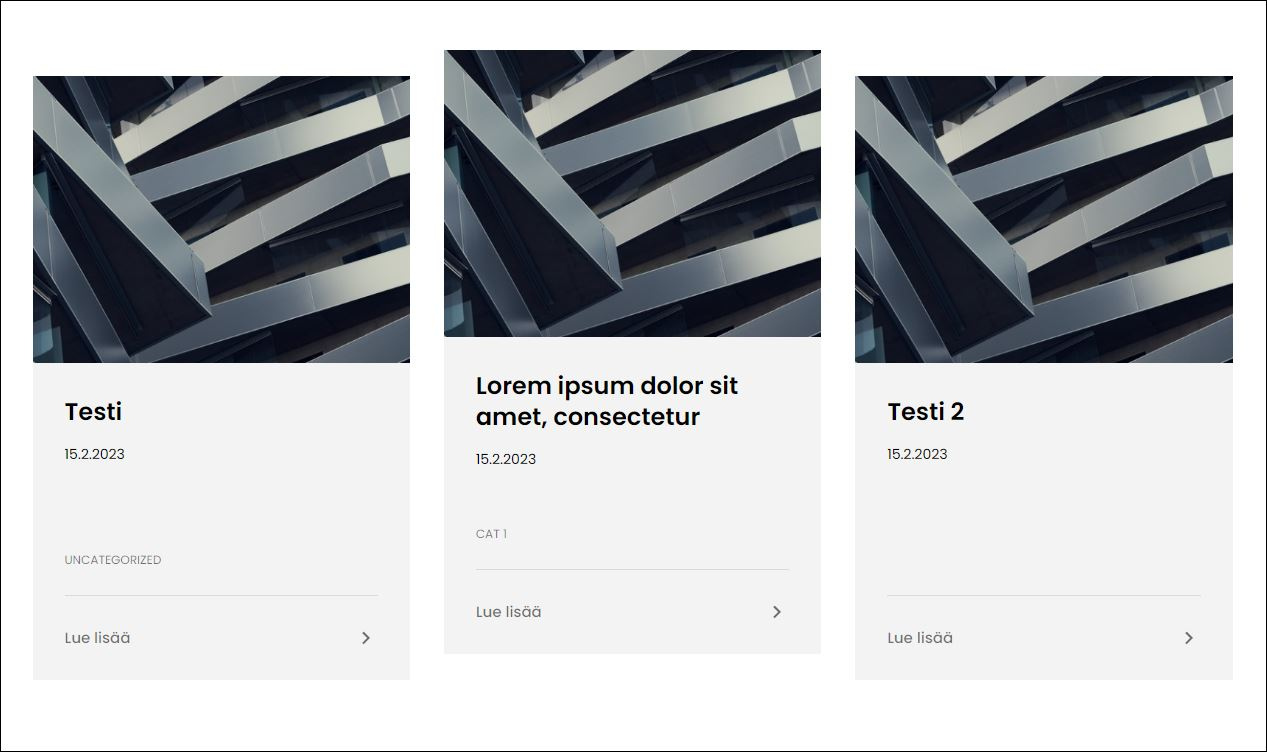 Testi
15.2.2023
UNCATEGORIZED
Lue lisää
Lorem ipsum dolor sit
amet, consectetur
15.2.2023
CAT 1
Lue lisää
Testi 2
15.2.2023
Lue lisää